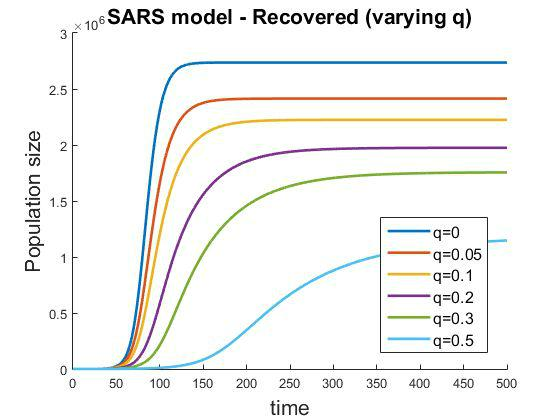 ×10⁶
SARS model - Recovered (varying q)
3
2.5
2
1.5
1
0.5
0
Population size
0 50 100 150 200 250 300 350 400 450 500
time
q=0
q=0.05
q=0.1
q=0.2
q=0.3
q=0.5